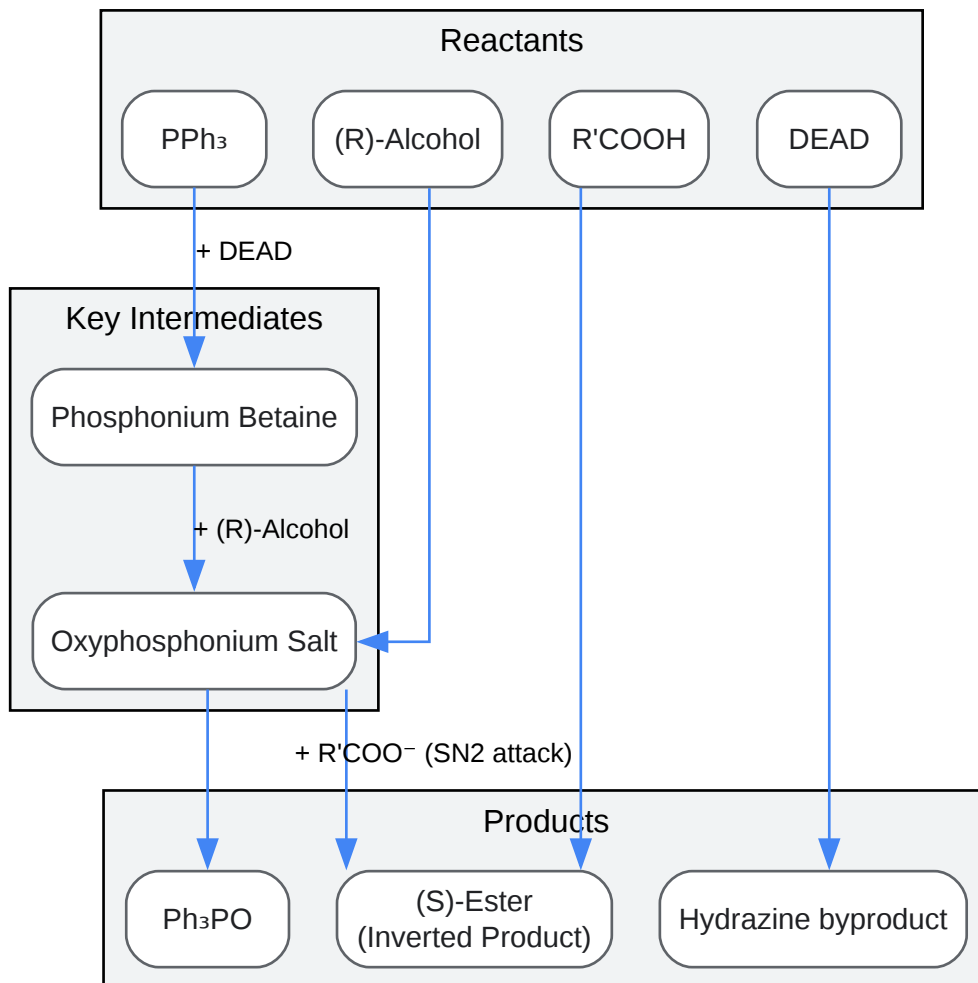 Reactants
PPh₃
(R)-Alcohol
R'COOH
DEAD
+ DEAD
Key Intermediates
Phosphonium Betaine
+ (R)-Alcohol
Oxyphosphonium Salt
+ R'COO⁻ (SN2 attack)
Products
Ph₃PO
(S)-Ester
(Inverted Product)
Hydrazine byproduct